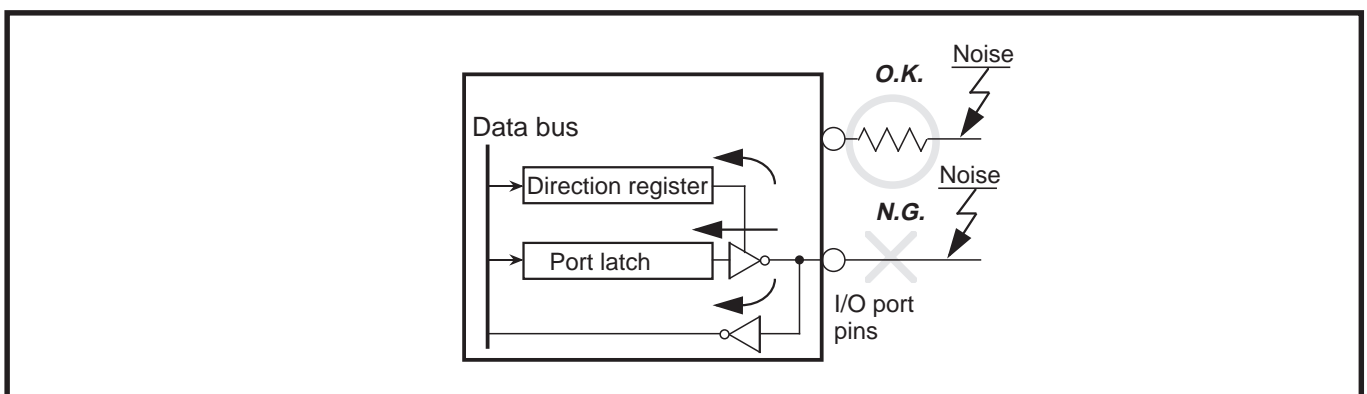 Noise
O.K.
Data bus
Direction register
Noise
N.G.
Port latch
I/O port
pins